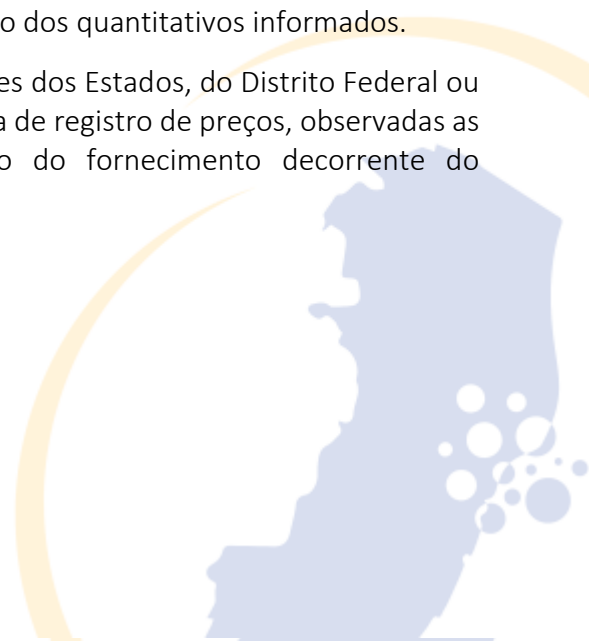 o dos quantitativos informados.
es dos Estados, do Distrito Federal ou
a de registro de preços, observadas as
o do fornecimento decorrente do